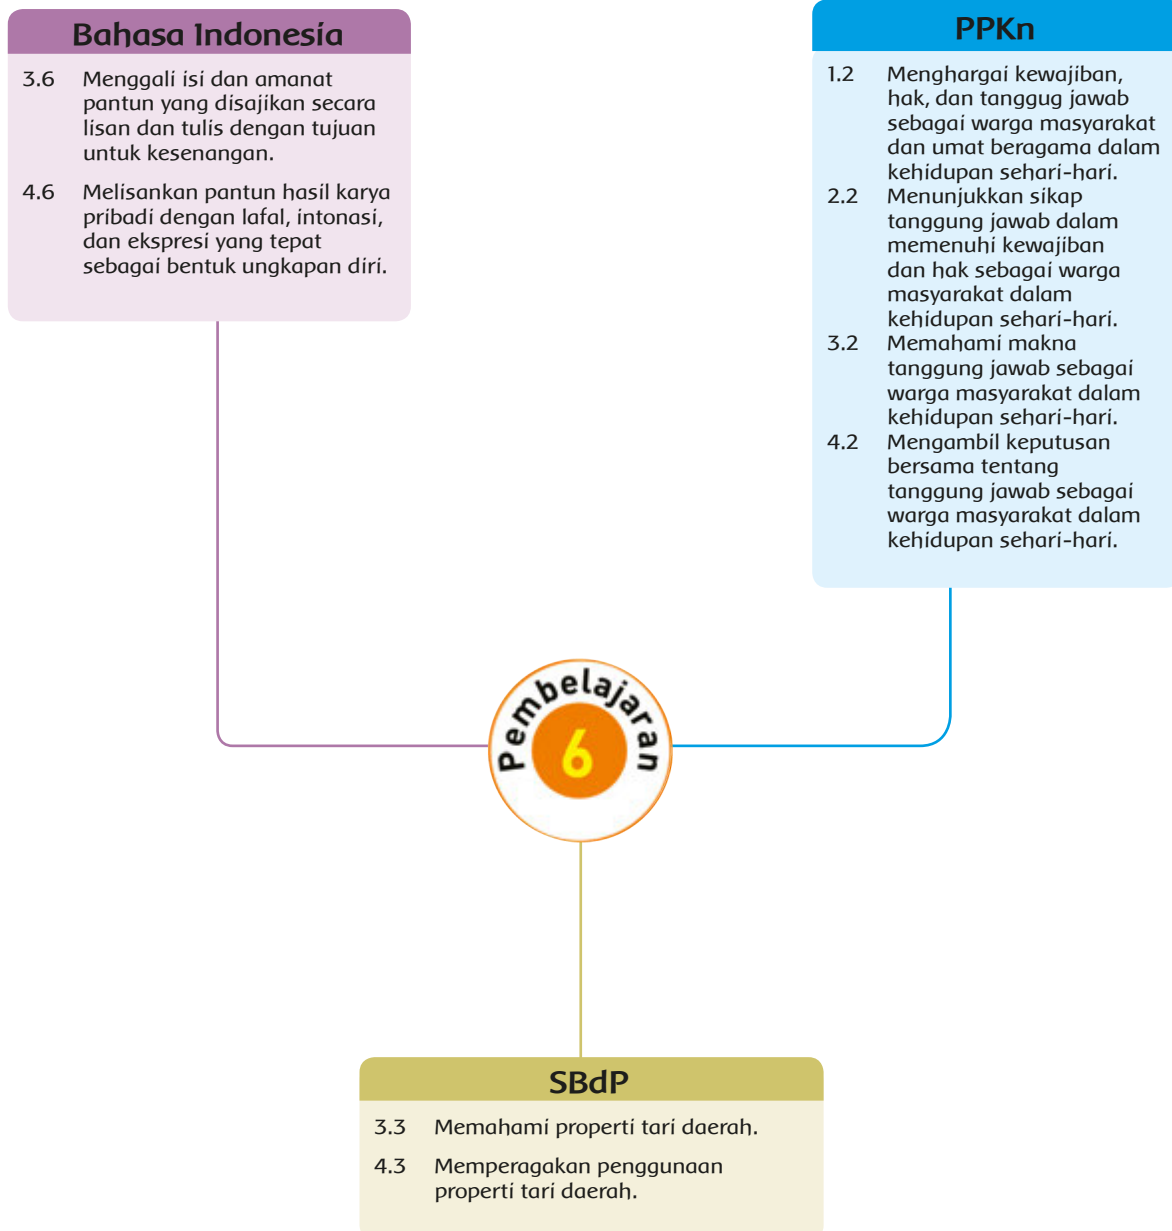 Bahasa Indonesia
3.6 Menggali isi dan amanat
pantun yang disajikan secara
lisan dan tulis dengan tujuan
untuk kesenangan.
4.6 Melisankan pantun hasil karya
pribadi dengan lafal, intonasi,
dan ekspresi yang tepat
sebagai bentuk ungkapan diri.
PPKn
1.2 Menghargai kewajiban,
hak, dan tanggug jawab
sebagai warga masyarakat
dan umat beragama dalam
kehidupan sehari-hari.
2.2 Menunjukkan sikap
tanggung jawab dalam
memenuhi kewajiban
dan hak sebagai warga
masyarakat dalam
kehidupan sehari-hari.
3.2 Memahami makna
tanggung jawab sebagai
warga masyarakat dalam
kehidupan sehari-hari.
4.2 Mengambil keputusan
bersama tentang
tanggung jawab sebagai
warga masyarakat dalam
kehidupan sehari-hari.
Pembelajaran
6
SBdP
3.3 Memahami properti tari daerah.
4.3 Memperagakan penggunaan
properti tari daerah.